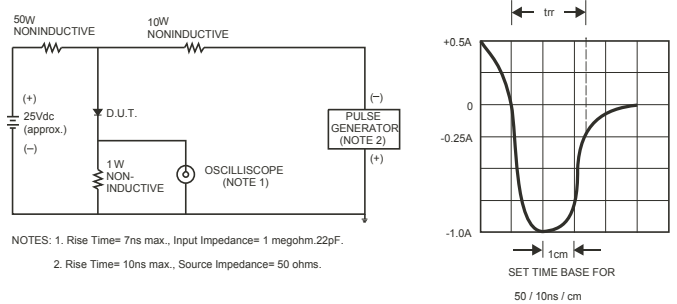 50W
NONINDUCTIVE
10W
NONINDUCTIVE
(+)
25Vdc
(approx.)
(–)
D.U.T.
1W
NON-
INDUCTIVE
OSCILLISCOPE
(NOTE 1)
(–)
PULSE
GENERATOR
(NOTE 2)
(+)
NOTES: 1. Rise Time= 7ns max., Input Impedance= 1 megohm.22pF.
2. Rise Time= 10ns max., Source Impedance= 50 ohms.
trr
+0.5A
0
-0.25A
-1.0A
1cm
SET TIME BASE FOR
50 / 10ns / cm